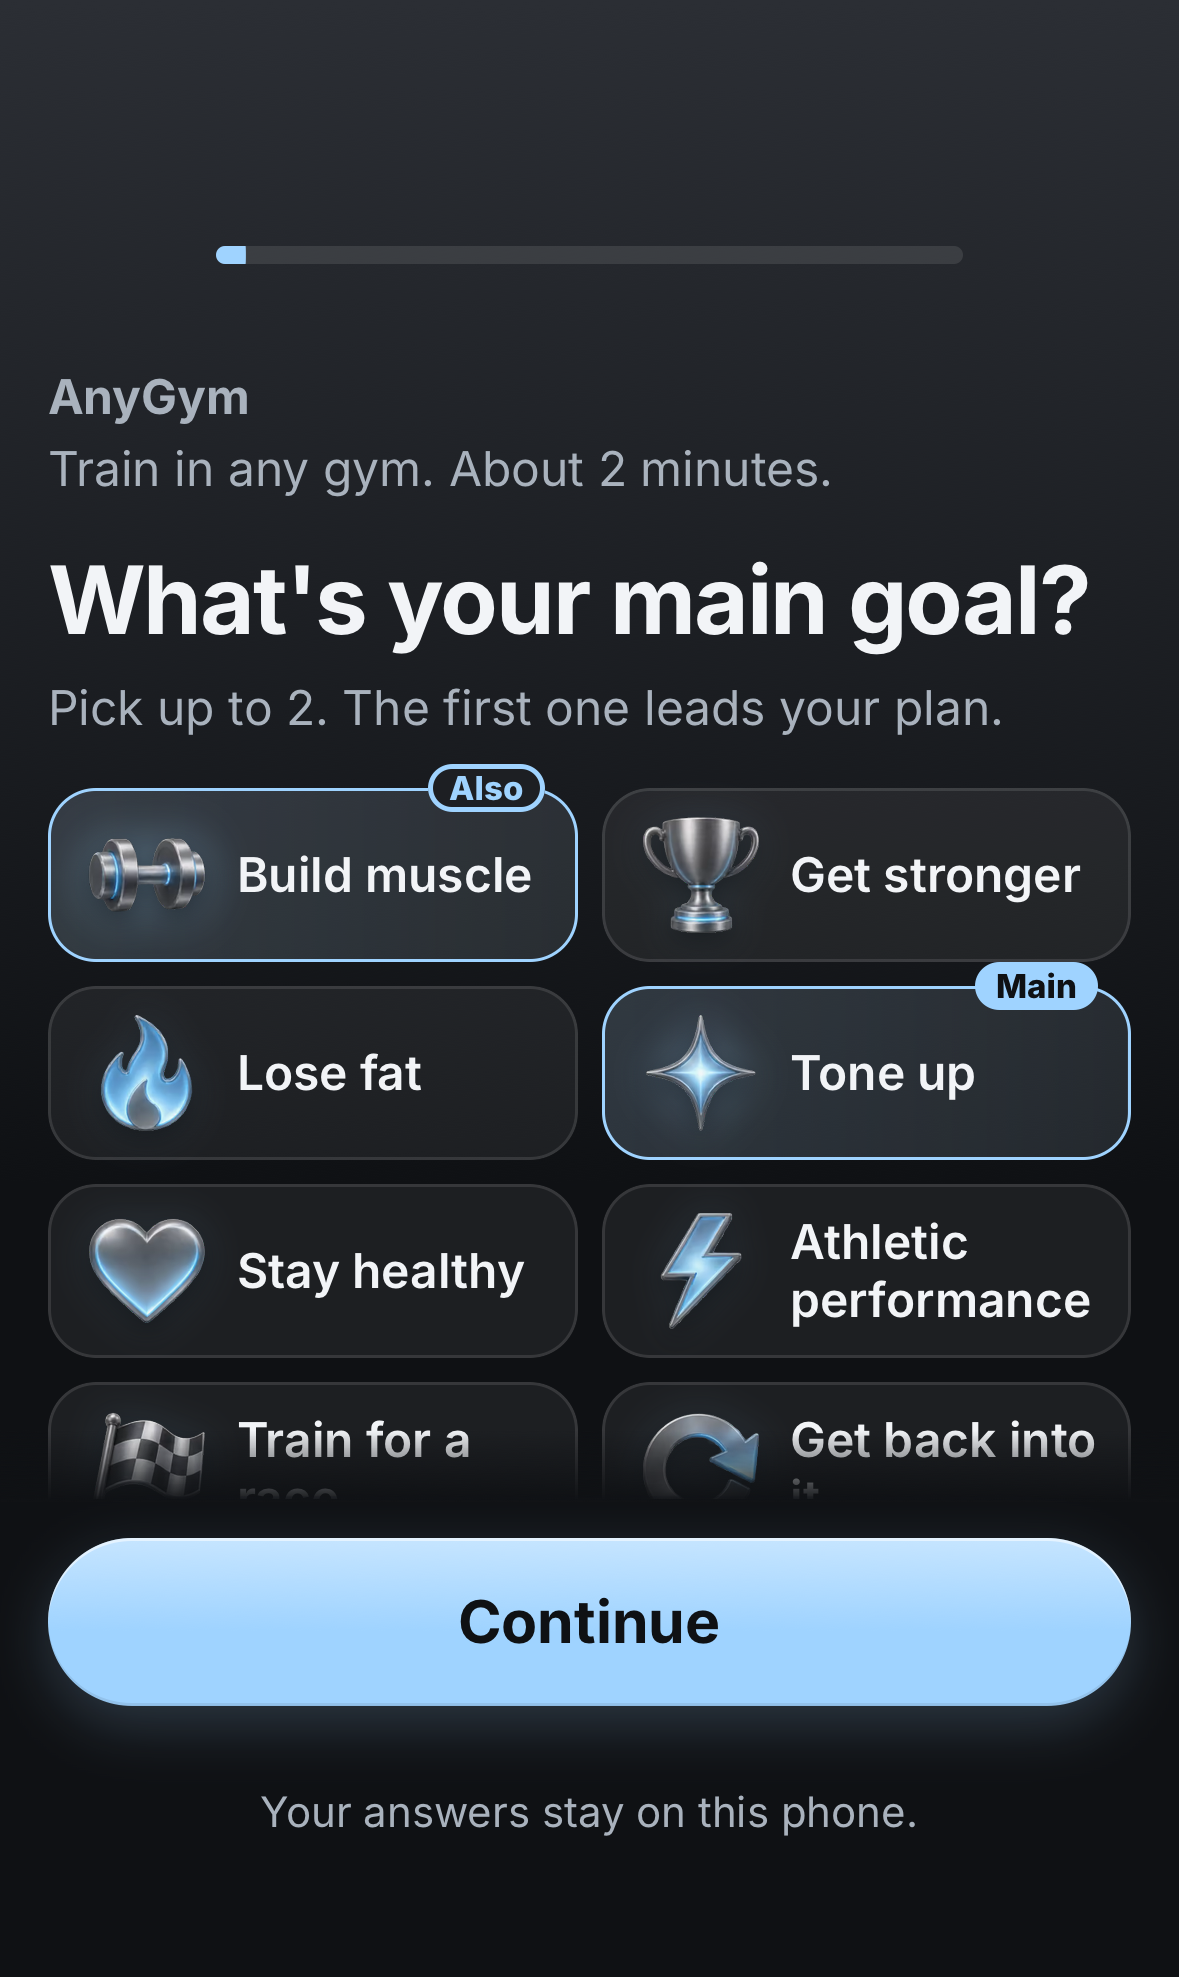 AnyGym
Train in any gym. About 2 minutes.
What's your main goal?
Pick up to 2. The first one leads your plan.
Also
Build muscle
Get stronger
Lose fat
Main
Tone up
Stay healthy
Athletic
performance
Train for a
race
Get back into
it
Continue
Your answers stay on this phone.